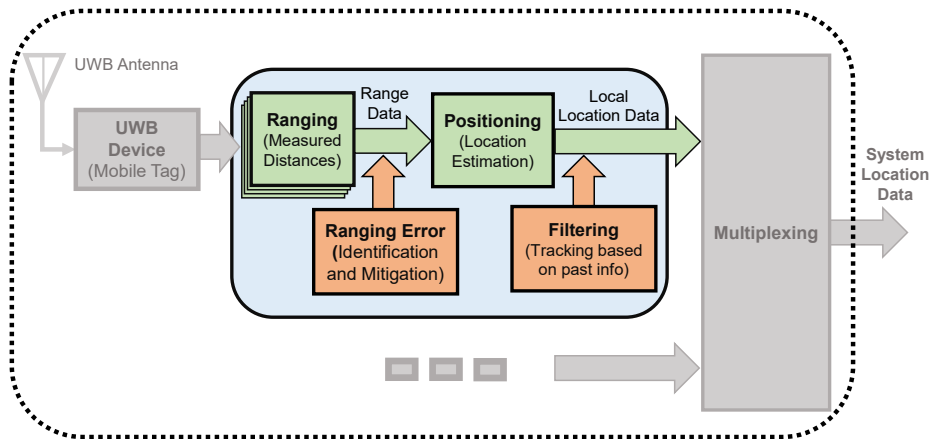 UWB Antenna
UWB
Device
(Mobile Tag)
Ranging
(Measured
Distances)
Range
Data
Positioning
(Location
Estimation)
Local
Location Data
Ranging Error
(Identification
and Mitigation)
Filtering
(Tracking based
on past info)
Multiplexing
System
Location
Data